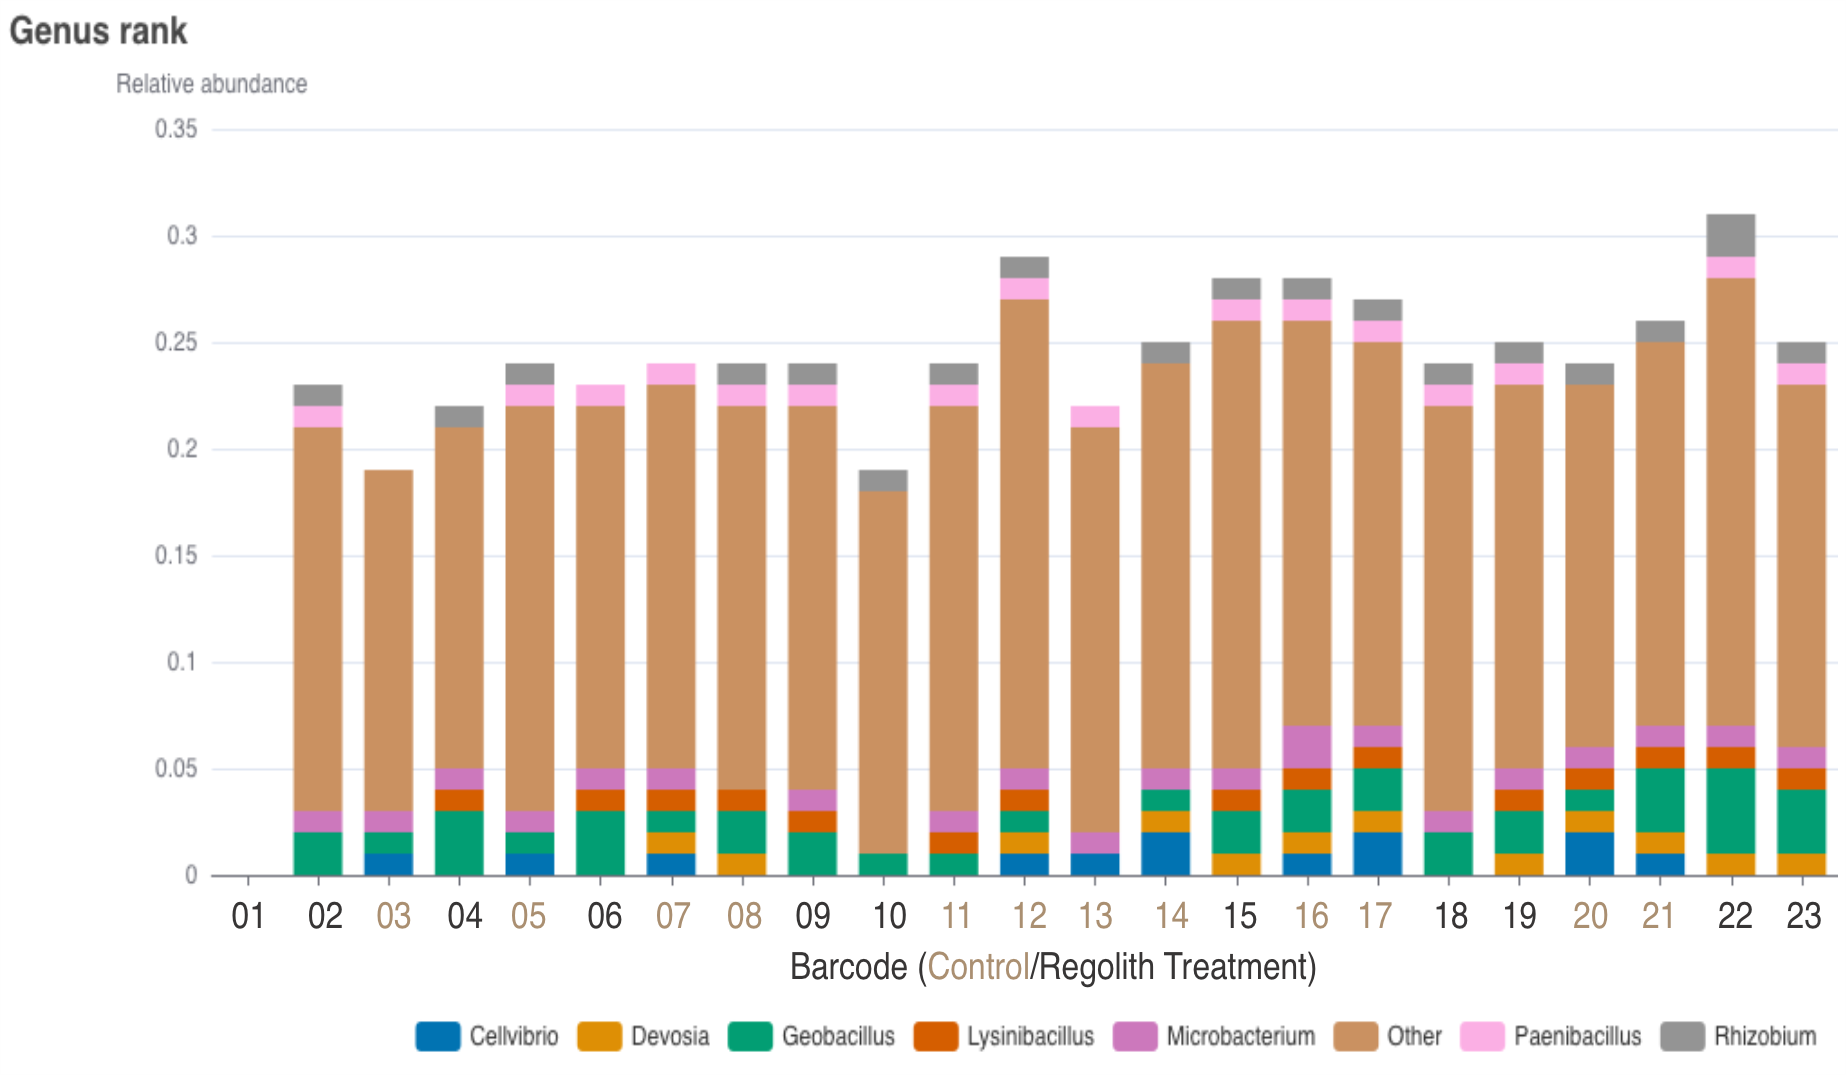 Genus rank
Relative abundance
0.35
0.3
0.25
0.2
0.15
0.1
0.05
0
01 02 03 04 05 06 07 08 09 10 11 12 13 14 15 16 17 18 19 20 21 22 23
Barcode (Control/Regolith Treatment)
Cellvibrio Devosia Geobacillus Lysinibacillus Microbacterium Other Paenibacillus Rhizobium